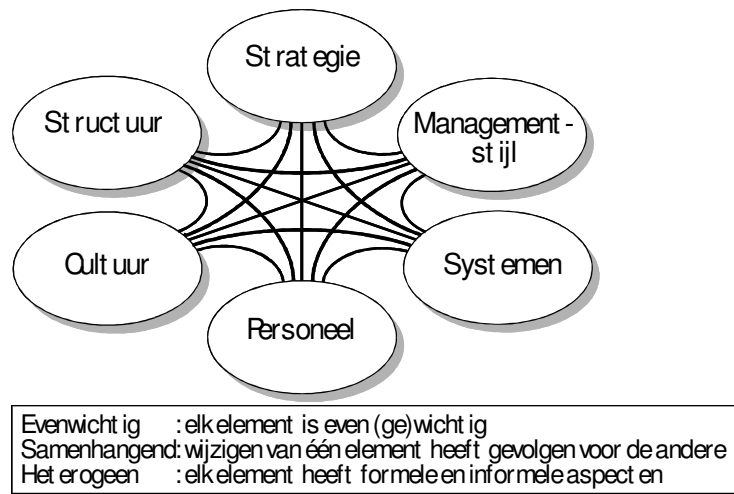 Strategie
Structuur
Management-
stijl
Cultuur
Systemen
Personeel
Evenwichtig : elk element is even (ge)wichtig
Samenhangend: wijzigen van één element heeft gevolgen voor de andere
Heterogeen : elk element heeft formele en informele aspecten